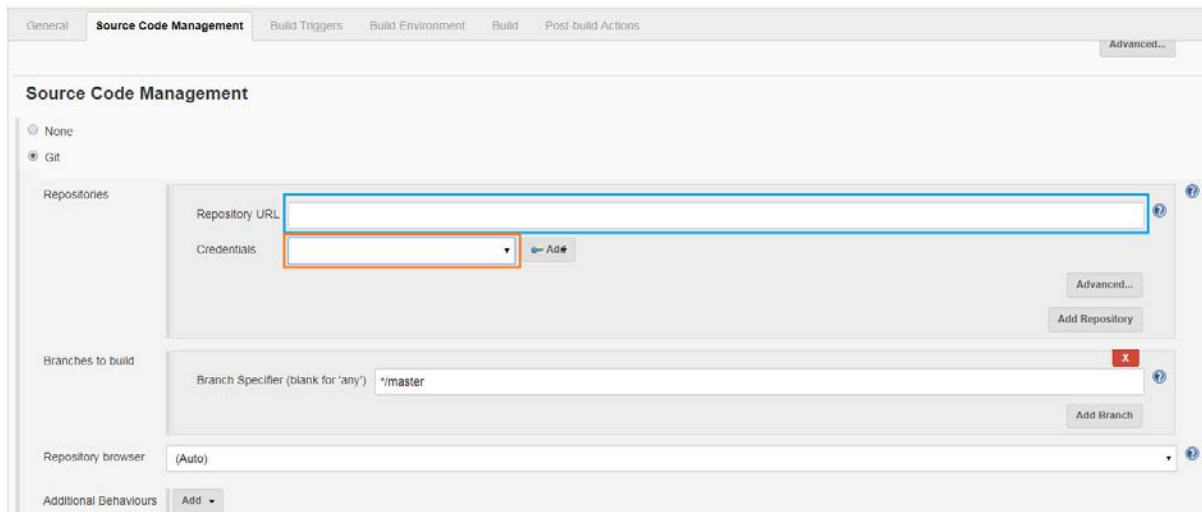 General Source Code Management Build Triggers Build Environment Build Post-build Actions
Advanced...
Source Code Management
None
Git
Repositories
Repository URL
Credentials Add
Advanced...
Add Repository
Branches to build
X
Branch Specifier (blank for 'any') */master
Add Branch
Repository browser (Auto)
Additional Behaviours Add